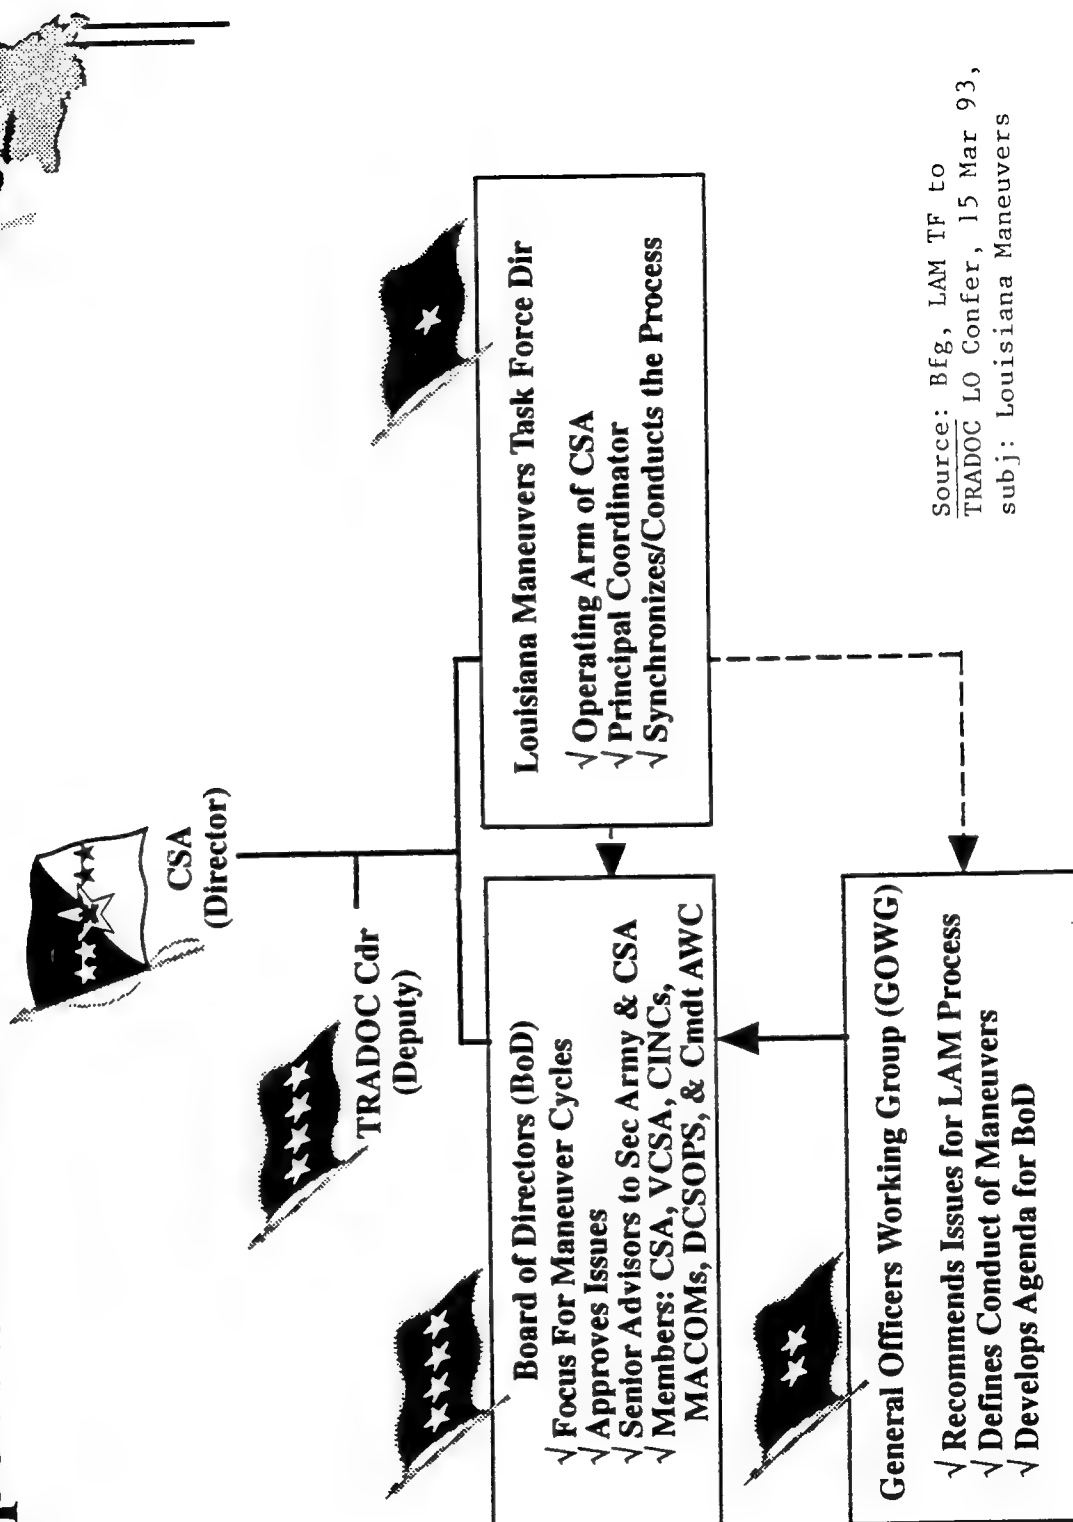 CSA
(Director)
TRADOC Cdr
(Deputy)
Board of Directors (BoD)
√ Focus For Maneuver Cycles
√ Approves Issues
√ Senior Advisors to Sec Army & CSA
√ Members: CSA, VCSA, CINCs,
MACOMs, DCSOPS, & Cmdt AWC
Louisiana Maneuvers Task Force Dir
√ Operating Arm of CSA
√ Principal Coordinator
√ Synchronizes/Conducts the Process
General Officers Working Group (GOWG)
√ Recommends Issues for LAM Process
√ Defines Conduct of Maneuvers
√ Develops Agenda for BoD
Source: Bfg, LAM TF to
TRADOC LO Confer, 15 Mar 93,
subj: Louisiana Maneuvers